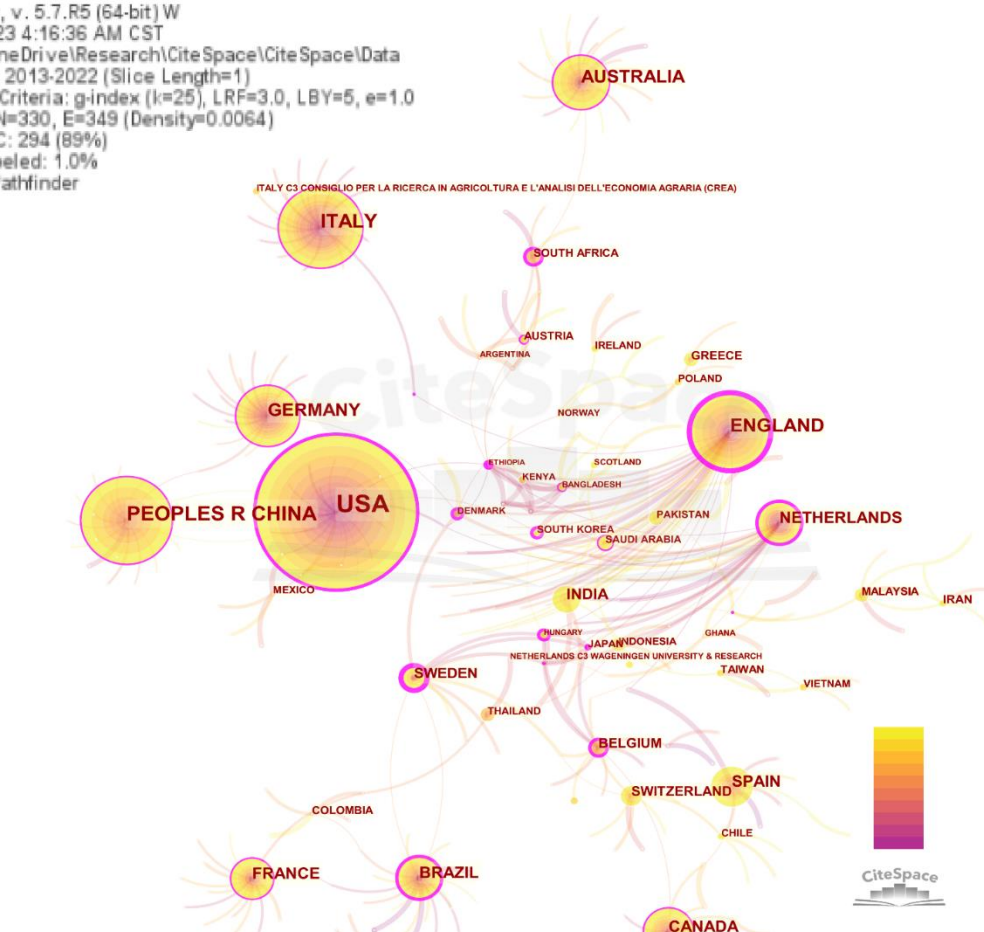 , v. 5.7.R5 (64-bit) W
23 4:16:36 AM CST
neDrive\Research\CiteSpace\CiteSpace\Data
2013-2022 (Slice Length=1)
Criteria: g-index (k=25), LRF=3.0, LBY=5, e=1.0
N=330, E=349 (Density=0.0064)
C: 294 (89%)
eled: 1.0%
athfinder
AUSTRALIA
ITALY C3 CONSIGLIO PER LA RICERCA IN AGRICOLTURA E L'ANALISI DELL'ECONOMIA AGRARIA (CREA)
ITALY
SOUTH AFRICA
AUSTRIA
IRELAND
ARGENTINA
GREECE
POLAND
CiteSpace
GERMANY
NORWAY
ENGLAND
ETHIOPIA
SCOTLAND
KENYA
BANGLADESH
USA
PEOPLES R CHINA
DENMARK
PAKISTAN
NETHERLANDS
SOUTH KOREA
SAUDI ARABIA
MEXICO
INDIA
MALAYSIA
IRAN
HUNGARY
GHANA
JAPAN
INDONESIA
NETHERLANDS C3 WAGENINGEN UNIVERSITY & RESEARCH
SWEDEN
TAIWAN
VIETNAM
THAILAND
BELGIUM
SPAIN
SWITZERLAND
COLOMBIA
CHILE
FRANCE
BRAZIL
CiteSpace
CANADA